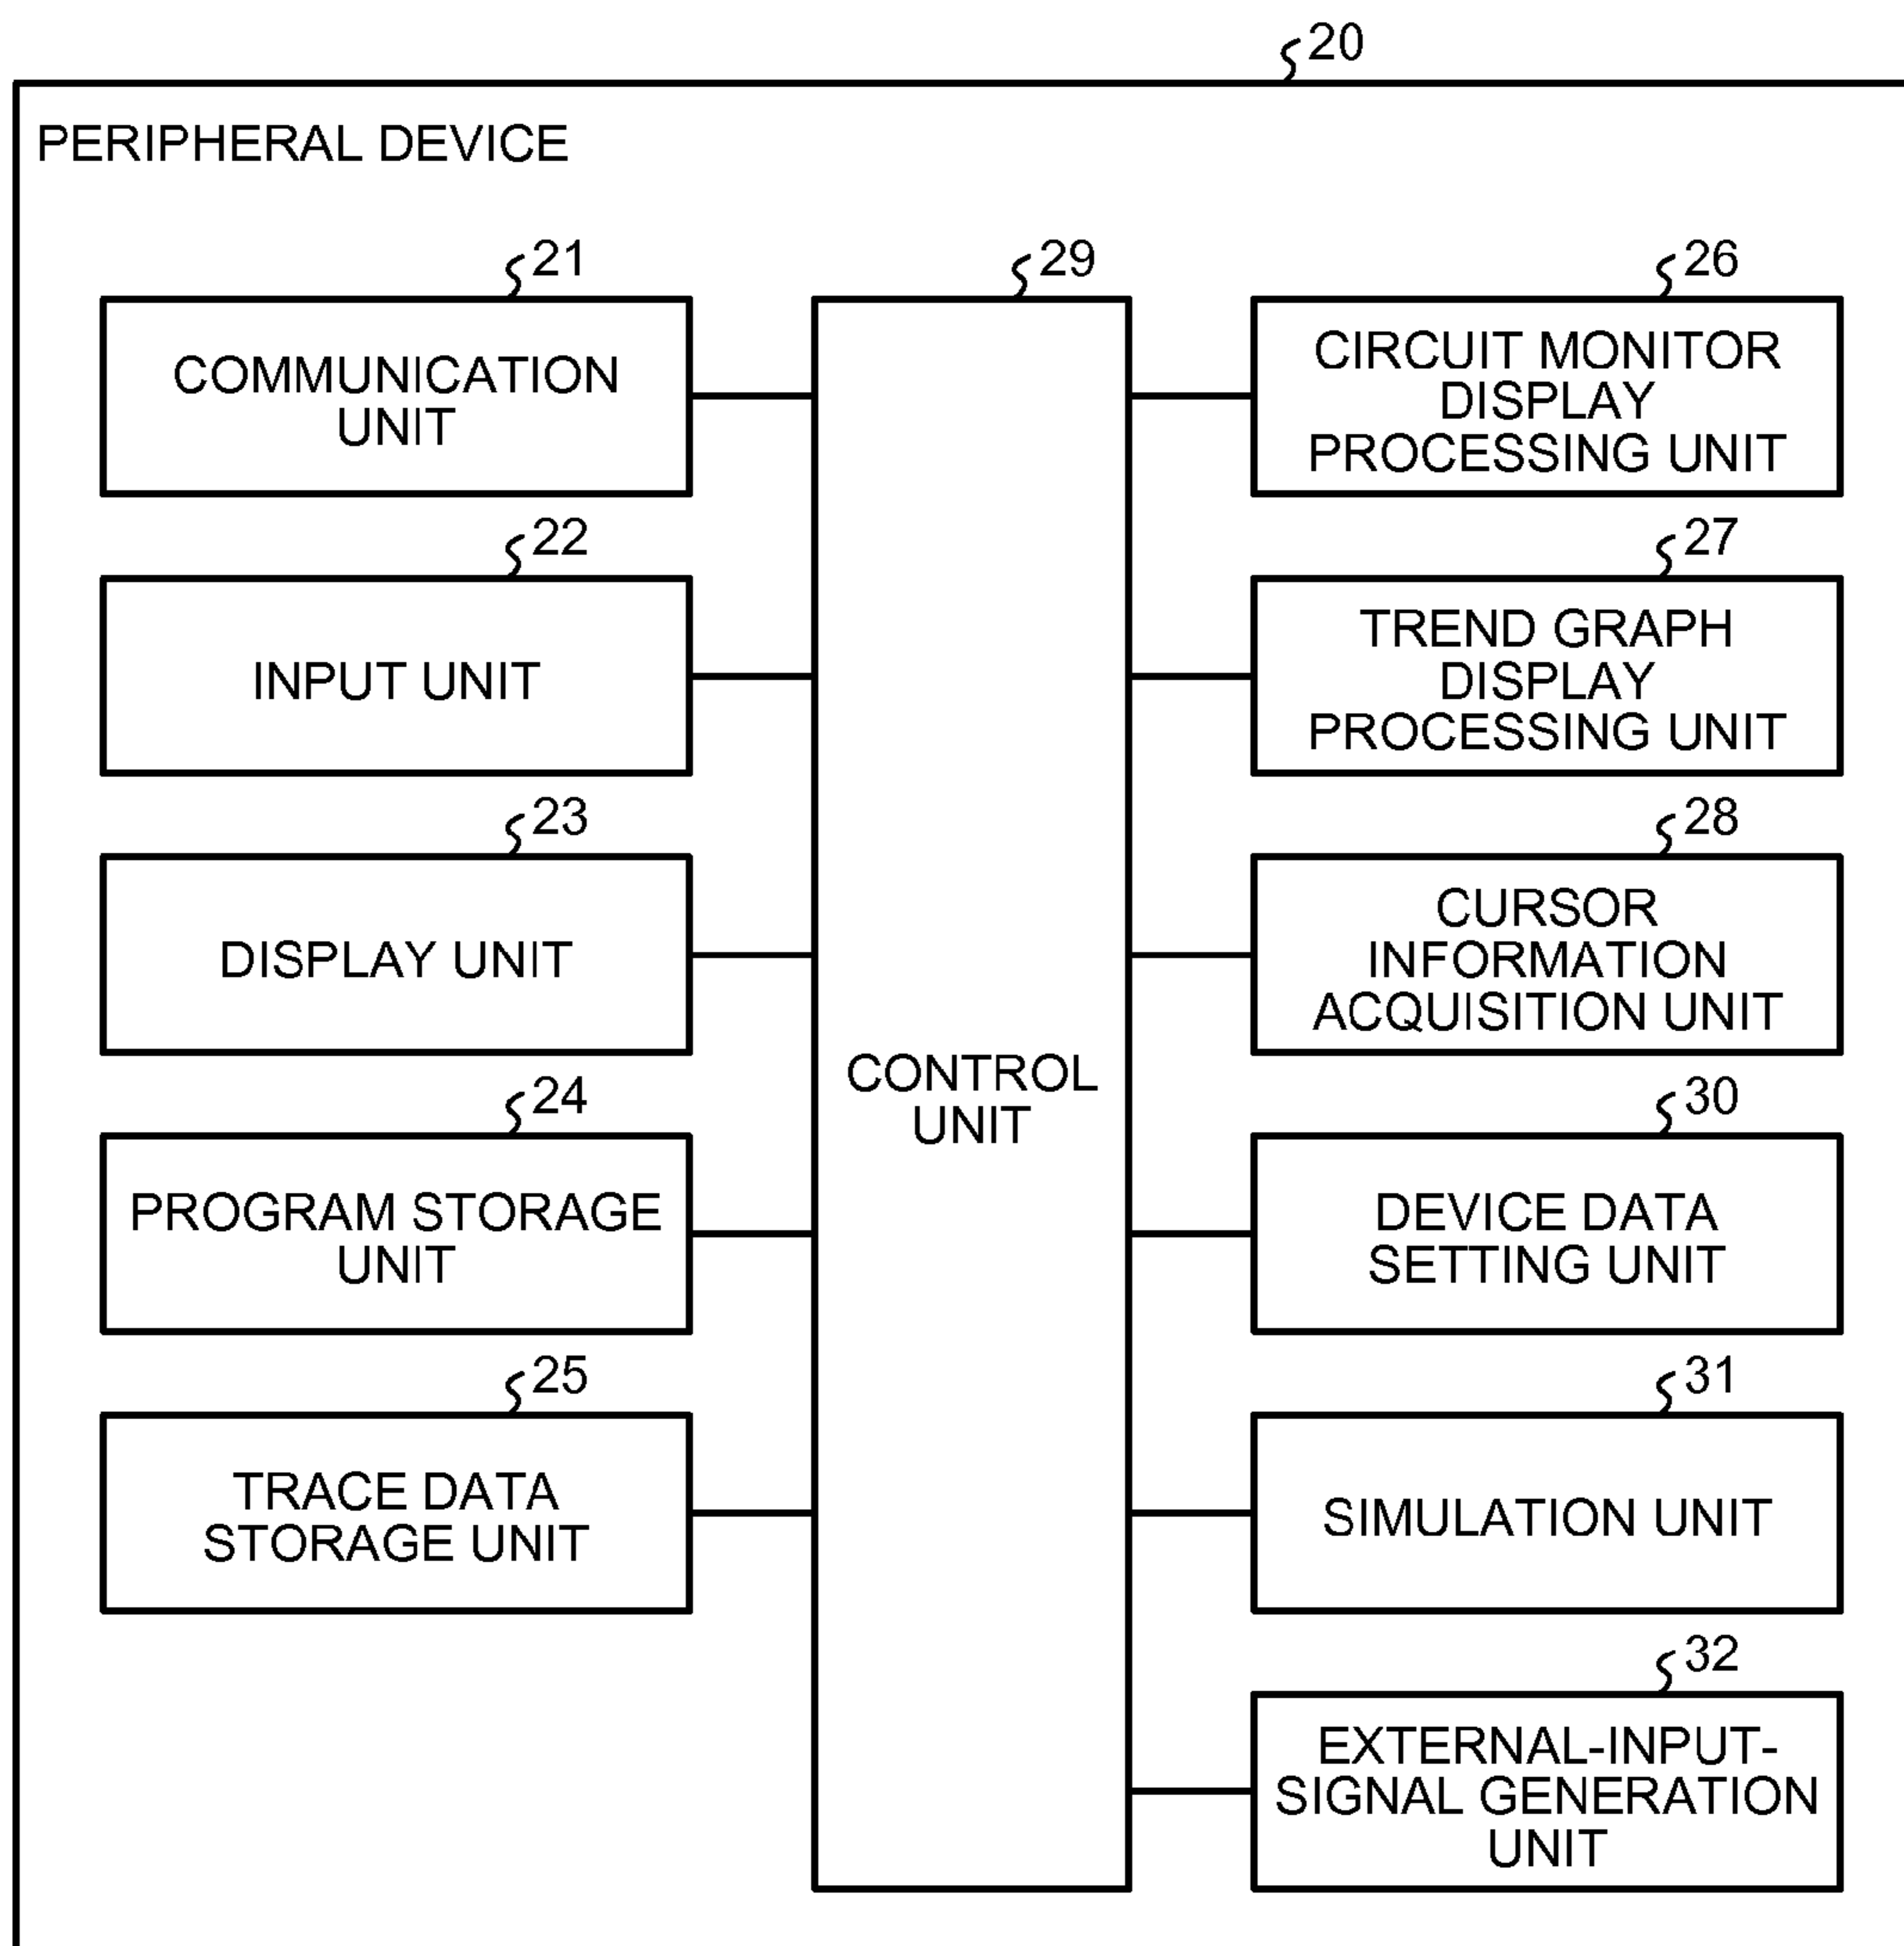 20
PERIPHERAL DEVICE
21
COMMUNICATION
UNIT
22
INPUT UNIT
23
DISPLAY UNIT
24
PROGRAM STORAGE
UNIT
25
TRACE DATA
STORAGE UNIT
29
CONTROL
UNIT
26
CIRCUIT MONITOR
DISPLAY
PROCESSING UNIT
27
TREND GRAPH
DISPLAY
PROCESSING UNIT
28
CURSOR
INFORMATION
ACQUISITION UNIT
30
DEVICE DATA
SETTING UNIT
31
SIMULATION UNIT
32
EXTERNAL-INPUT-
SIGNAL GENERATION
UNIT